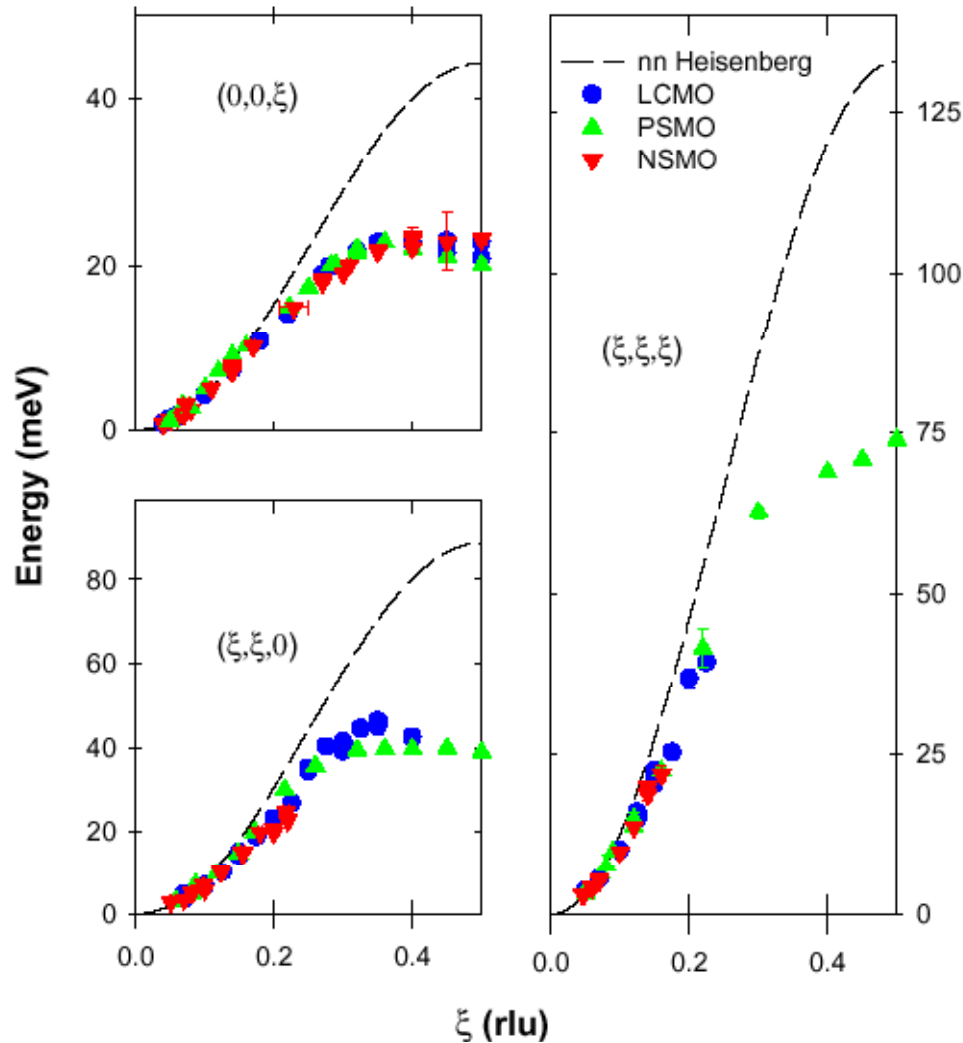 Energy (meV)
40
20
0
(0,0,ξ)
80
60
40
20
0
(ξ,ξ,0)
0.0
0.2
0.4
nn Heisenberg
LCMO
PSMO
NSMO
(ξ,ξ,ξ)
125
100
75
50
25
0
0.0
0.2
0.4
ξ (rlu)